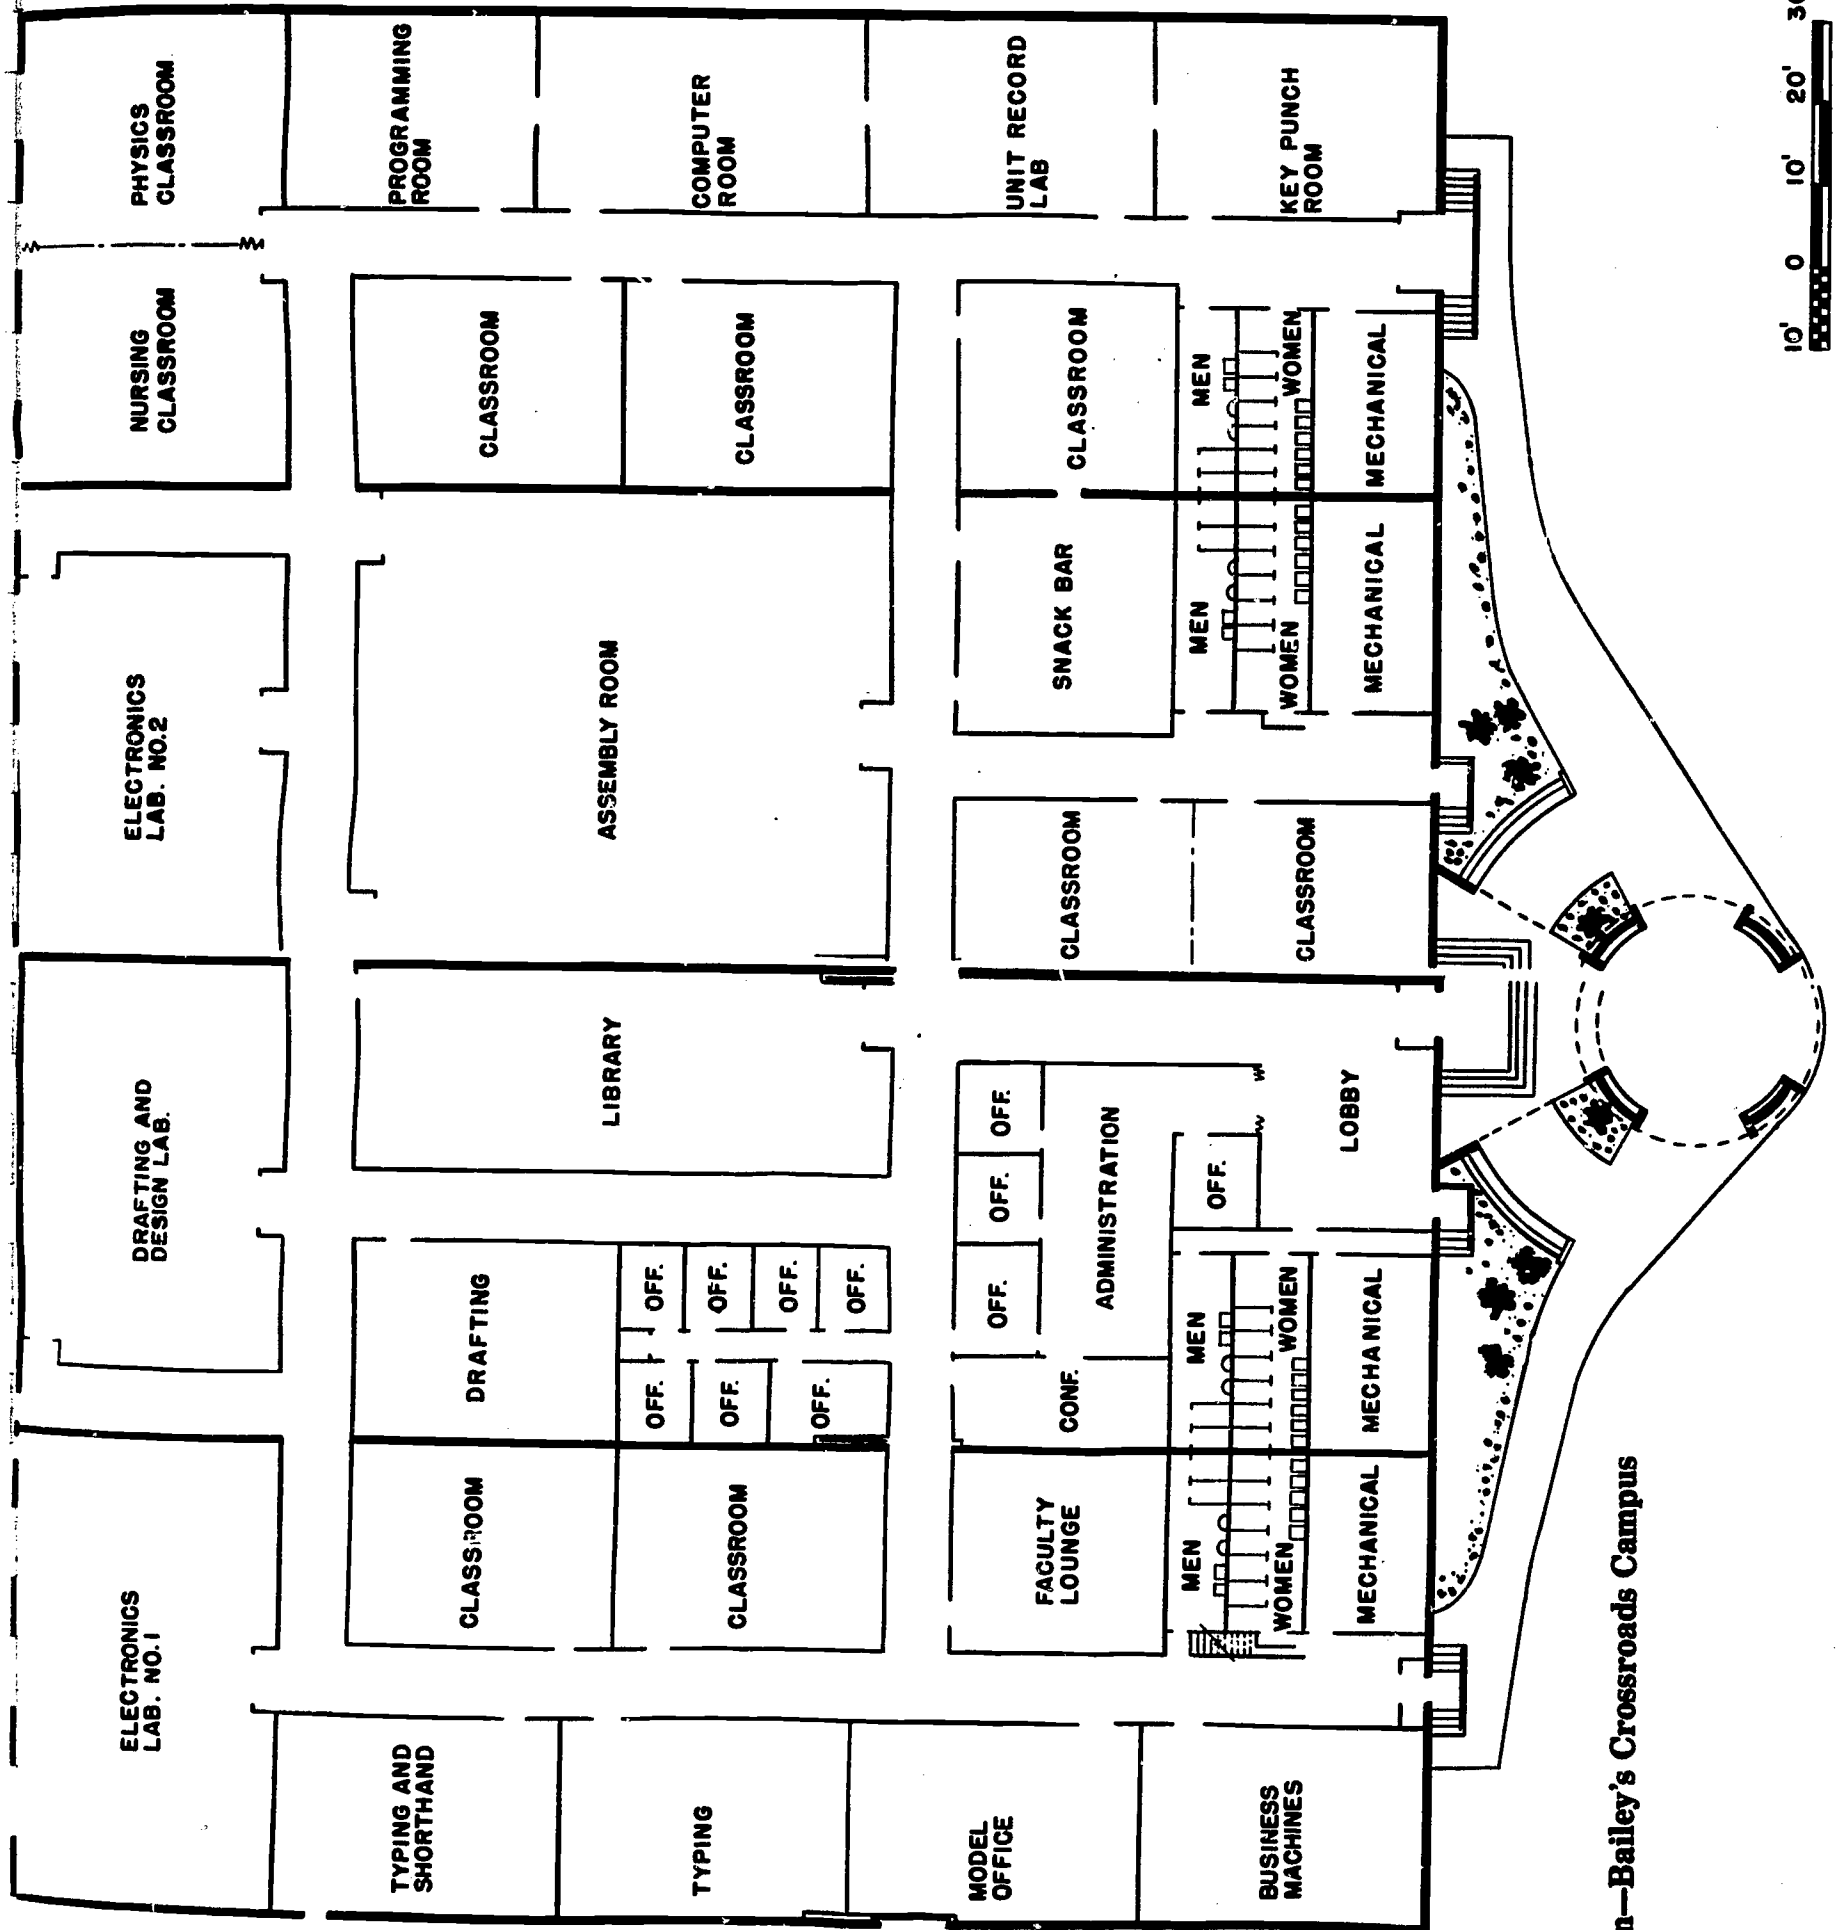 ELECTRONICS
LAB. NO.1
DRAFTING AND
DESIGN LAB.
ELECTRONICS
LAB. NO.2
NURSING
CLASSROOM
PHYSICS
CLASSROOM
TYPING AND
SHORTHAND
CLASSROOM
DRAFTING
CLASSROOM
PROGRAMMING
ROOM
TYPING
CLASSROOM
OFF.
OFF.
OFF.
OFF.
OFF.
OFF.
OFF.
LIBRARY
ASSEMBLY ROOM
CLASSROOM
COMPUTER
ROOM
MODEL
OFFICE
FACULTY
LOUNGE
CONF.
OFF.
OFF.
OFF.
ADMINISTRATION
OFF.
CLASSROOM
SNACK BAR
CLASSROOM
UNIT RECORD
LAB
BUSINESS
MACHINES
MEN
MEN
MEN
MEN
WOMEN
WOMEN
WOMEN
WOMEN
MECHANICAL
MECHANICAL
LOBBY
CLASSROOM
MECHANICAL
MECHANICAL
KEY PUNCH
ROOM
—Bailey's Crossroads Campus
10' 0 10' 20'